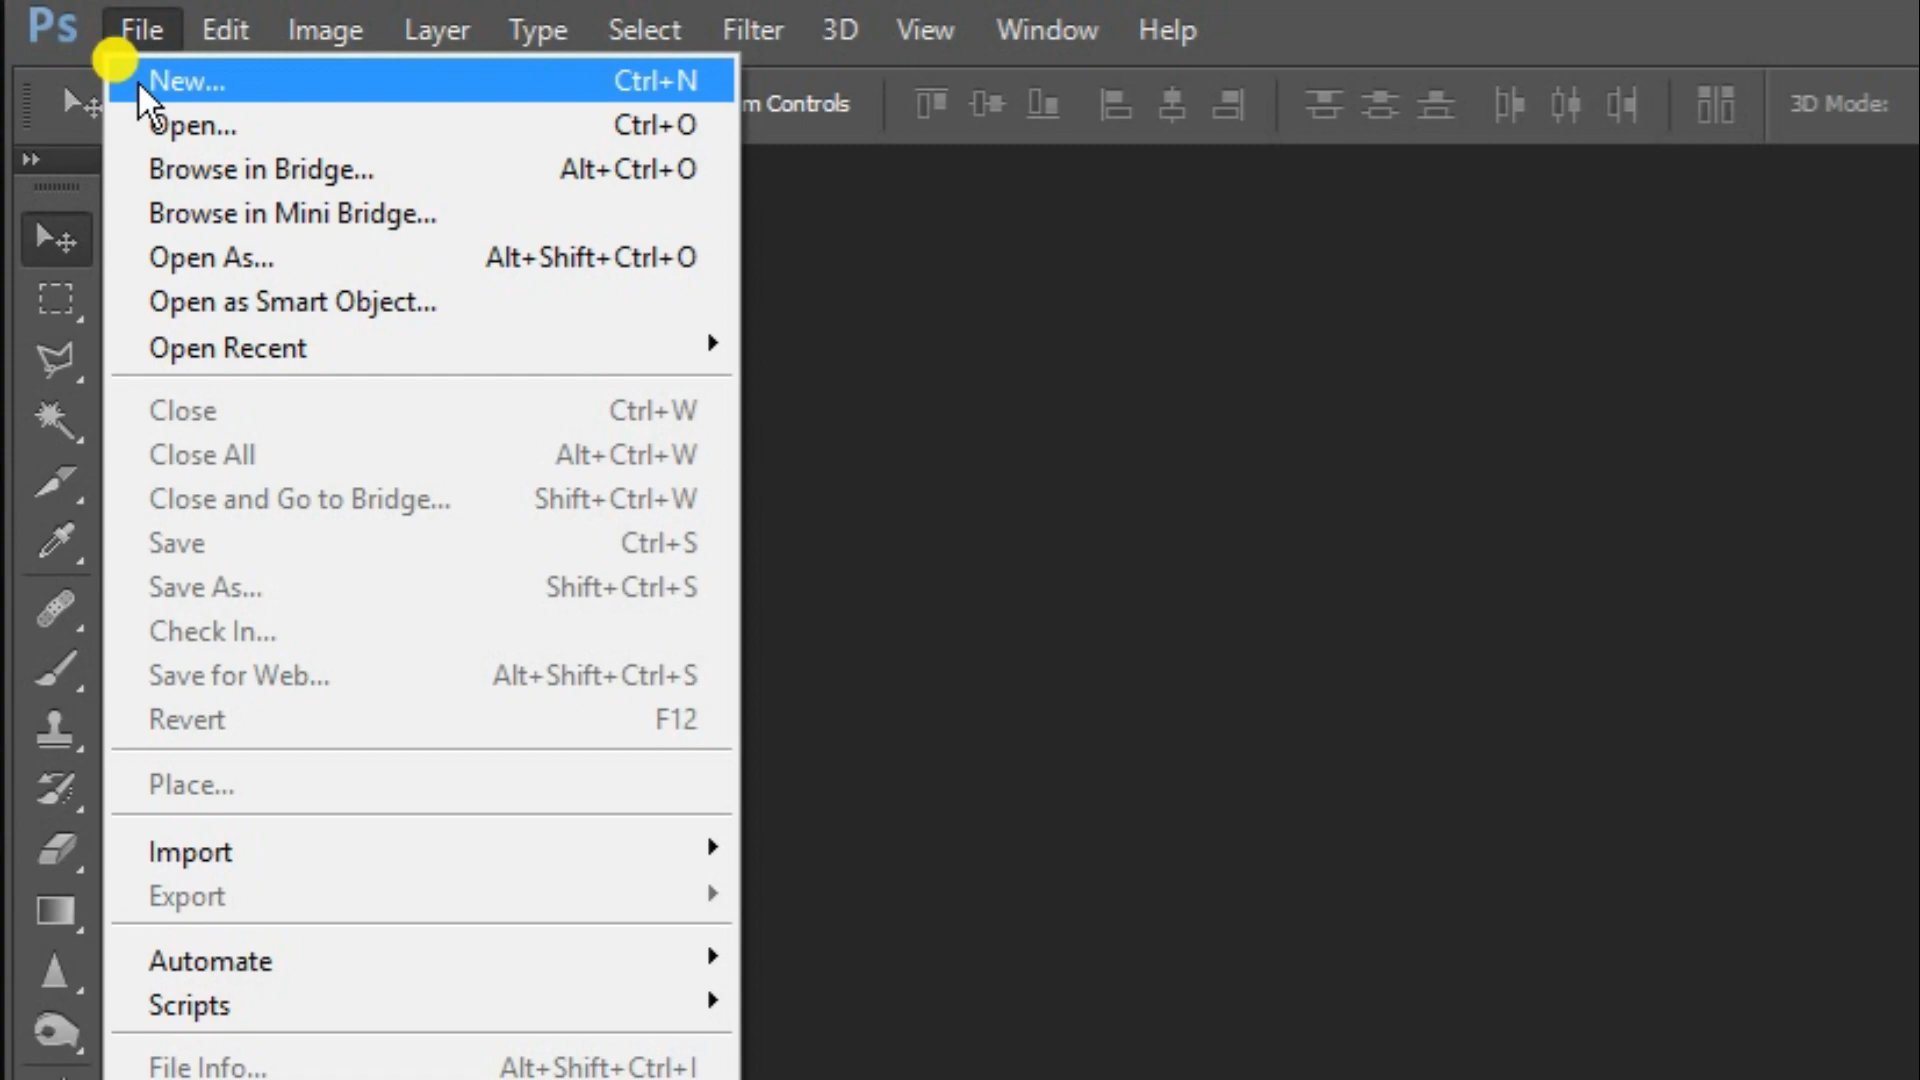 Ps File Edit Image Layer Type Select Filter 3D View Window Help
New... Ctrl+N
m Controls 3D Mode:
Open... Ctrl+O
Browse in Bridge... Alt+Ctrl+O
Browse in Mini Bridge...
Open As... Alt+Shift+Ctrl+O
Open as Smart Object...
Open Recent
Close Ctrl+W
Close All Alt+Ctrl+W
Close and Go to Bridge... Shift+Ctrl+W
Save Ctrl+S
Save As... Shift+Ctrl+S
Check In...
Save for Web... Alt+Shift+Ctrl+S
Revert F12
Place...
Import
Export
Automate
Scripts
File Info... Alt+Shift+Ctrl+I